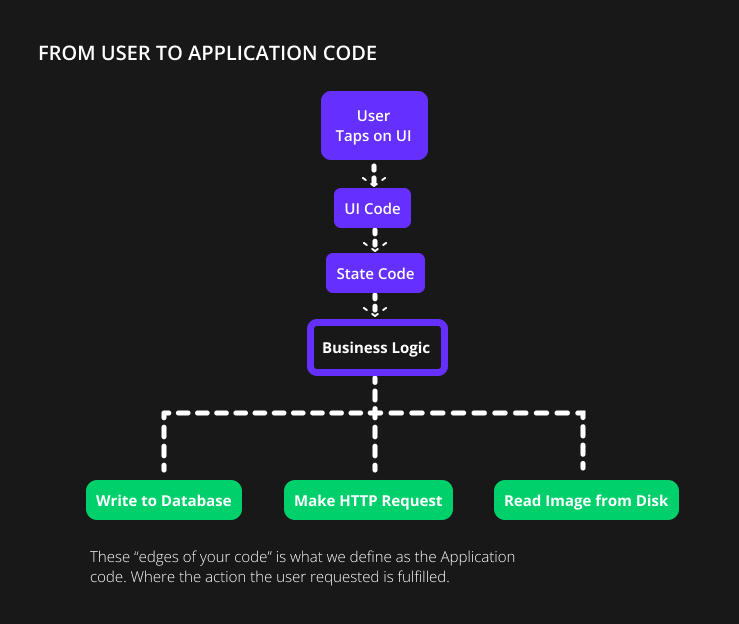 FROM USER TO APPLICATION CODE
User
Taps on UI
UI Code
State Code
Business Logic
Write to Database
Make HTTP Request
Read Image from Disk
These “edges of your code” is what we define as the Application
code. Where the action the user requested is fulfilled.